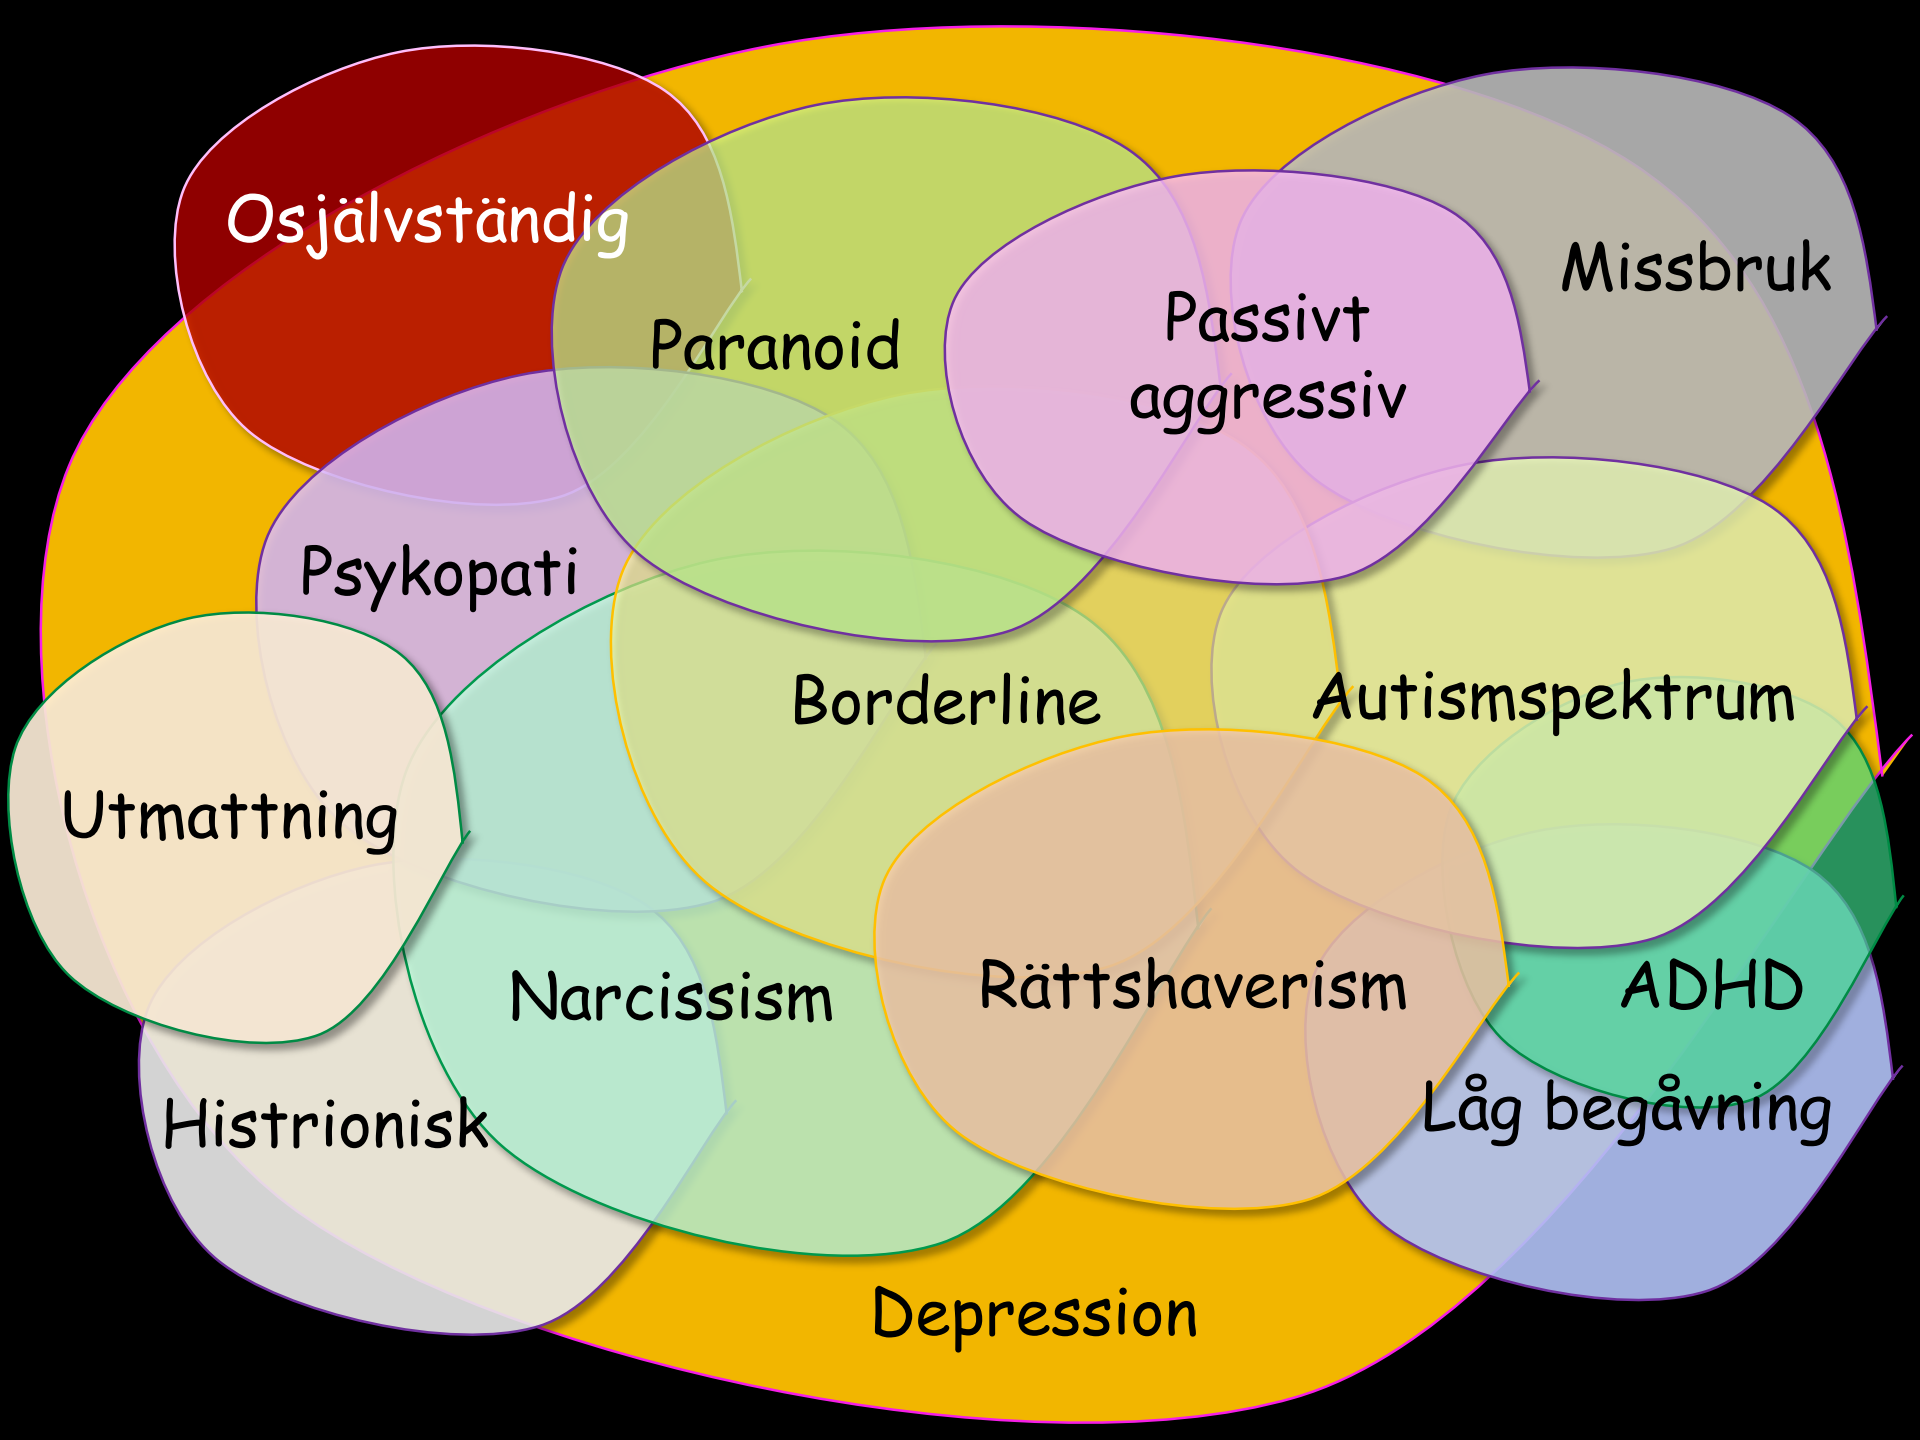 Osjälvständig
Missbruk
Paranoid
Passivt
aggressiv
Psykopati
Borderline
Autismspektrum
Utmattning
Narcissism
Rättshaverism
ADHD
Histrionisk
Låg begåvning
Depression